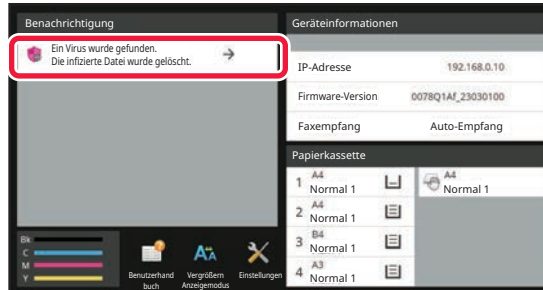 Benachrichtigung
Ein Virus wurde gefunden.
Die infizierte Datei wurde gelöscht.
Geräteinformationen
IP-Adresse 192.168.0.10
Firmware-Version 0078Q1Af_23030100
Faxempfang Auto-Empfang
Papierkassette
1 A4
Normal 1
A4
Normal 1
2 A4
Normal 1
3 B4
Normal 1
4 A3
Normal 1
Bk
C
M
Y
Benutzerhand
buch
Vergrößern
Anzeigemodus
Einstellungen